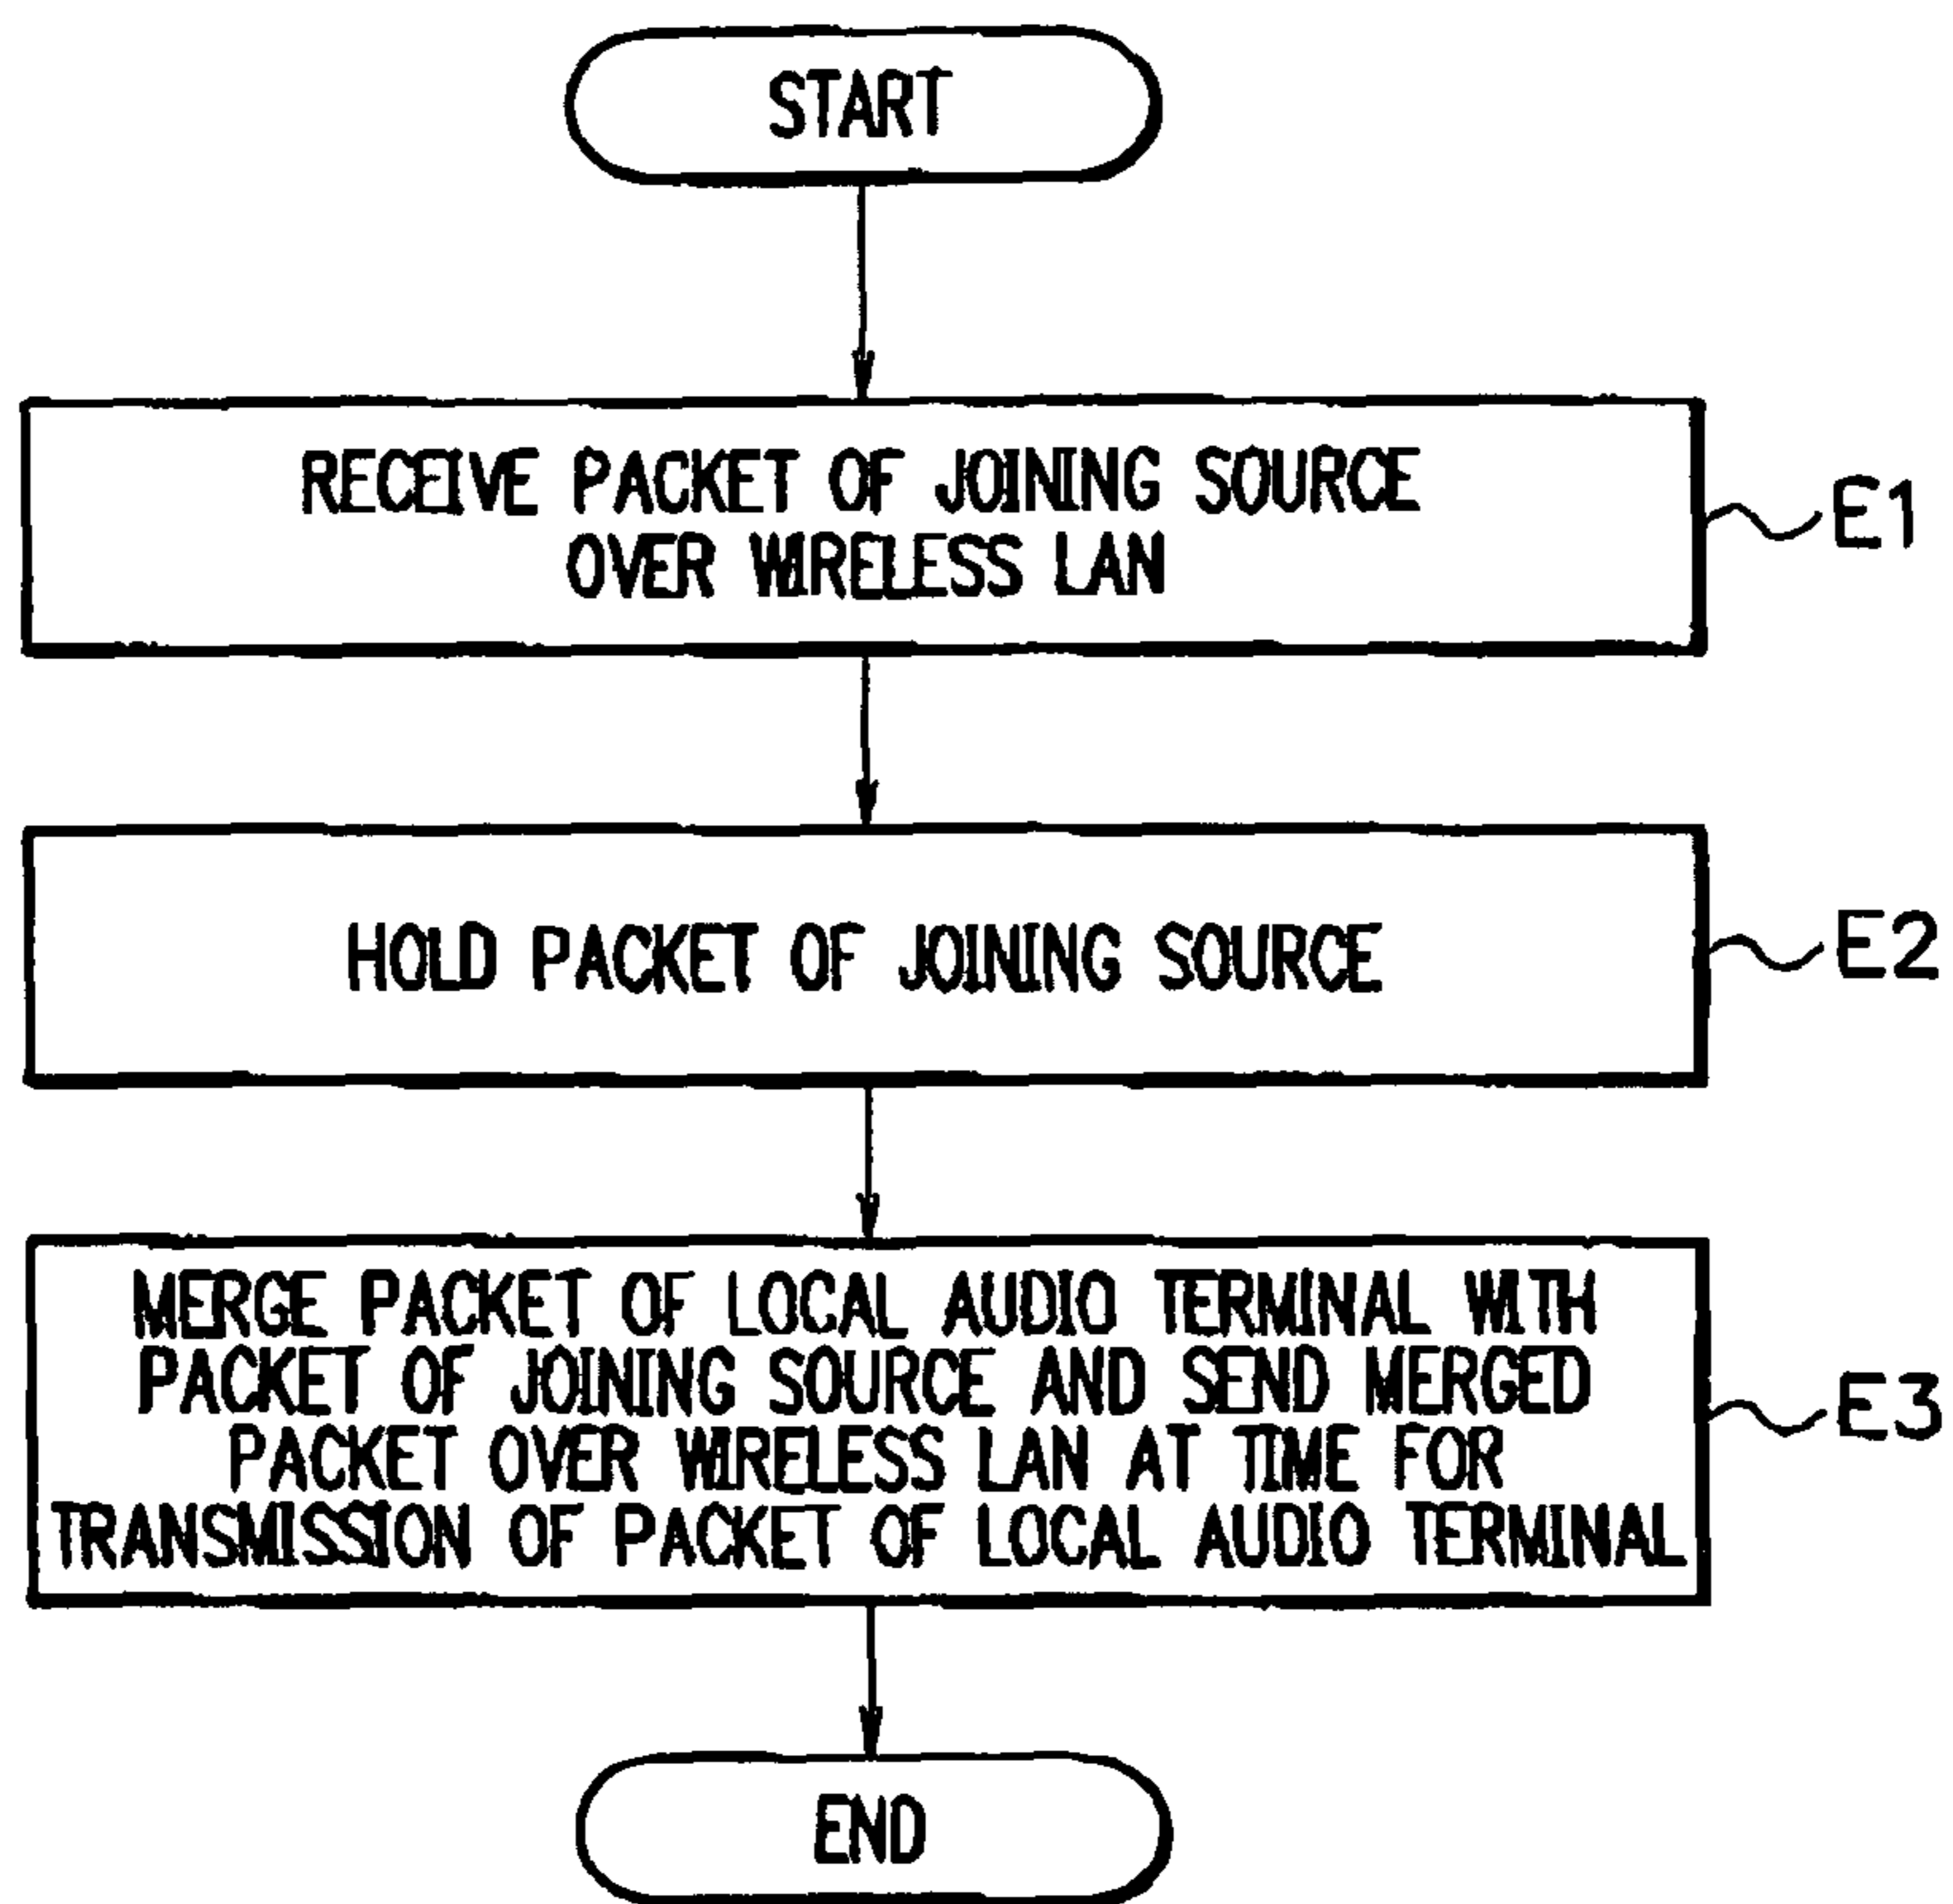 START
RECEIVE PACKET OF JOINING SOURCE
OVER WIRELESS LAN
E1
HOLD PACKET OF JOINING SOURCE
E2
MERGE PACKET OF LOCAL AUDIO TERMINAL WITH
PACKET OF JOINING SOURCE AND SEND MERGED
PACKET OVER WIRELESS LAN AT TIME FOR
TRANSMISSION OF PACKET OF LOCAL AUDIO TERMINAL
E3
END